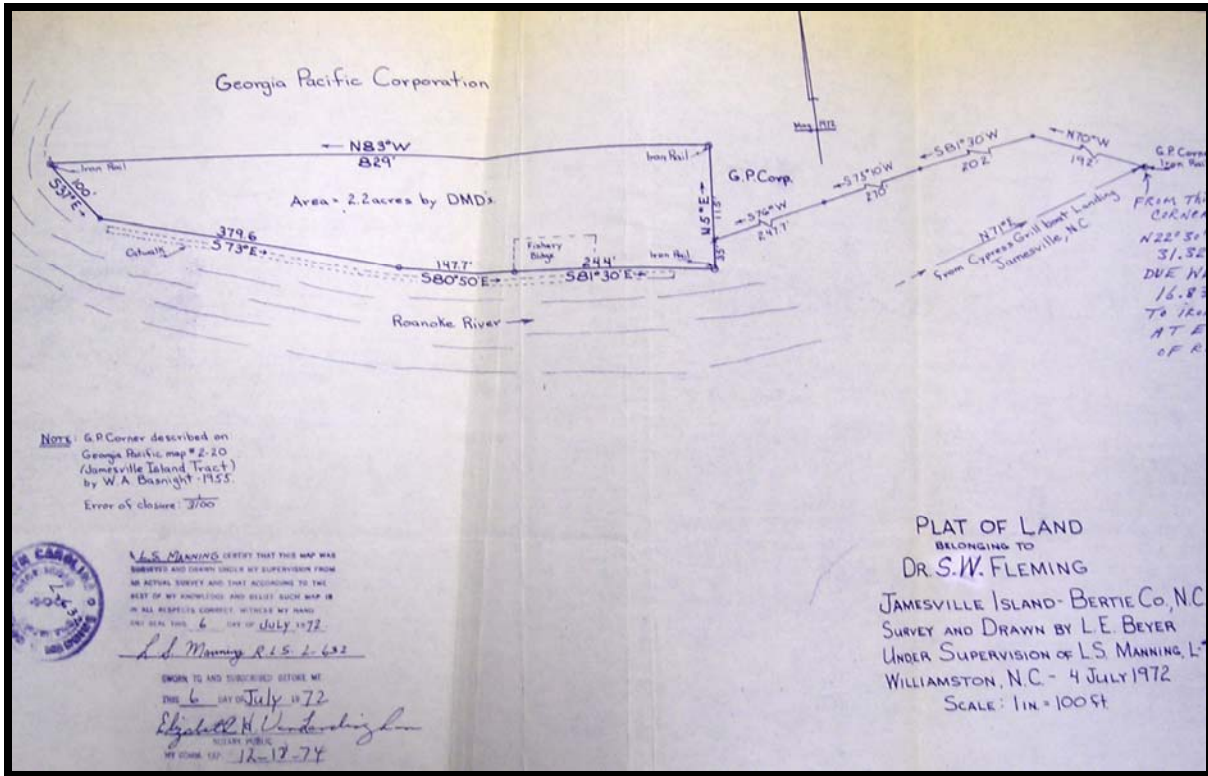 Georgia Pacific Corporation
Mag. 1972
← N83°W
829'
Iron Rail
Iron Rail
100'
S37°E→
Area = 2.2 acres by DMD's
G.P. Corp.
N5°E→
115'
35'
←S76°W
247.7'
←S73°10'W
270'
←S81°30'W
202'
←N70°W
192'
G.P. Corner
Iron Rail
379.6
S73°E→
Catwalk
147.7'
S80°50'E→
Fishery
Bldgs
244'
S81°30'E←
Iron Rail
Roanoke River →
N71°E
From Cypress Grill boat Landing
Jamesville, N.C.
FROM
CORNER
N22°30'
31.32
DUE
16.8
TO
AT
OF
NOTE: G.P. Corner described on
Georgia Pacific map #2-20
(Jamesville Island Tract)
by W.A. Basnight-1955.
Error of closure: 1/3100
CAROLINA
I, L.S. MANNING CERTIFY THAT THIS MAP WAS
SURVEYED AND DRAWN UNDER MY SUPERVISION FROM
AN ACTUAL SURVEY AND THAT ACCORDING TO THE
BEST OF MY KNOWLEDGE AND BELIEF SUCH MAP IS
IN ALL RESPECTS CORRECT. WITNESS MY HAND
AND SEAL THIS 6 DAY OF JULY 1972.
L.S. Manning R.L.S. L-632
SWORN TO AND SUBSCRIBED BEFORE ME
THIS 6 DAY OF July 1972
Elizabeth H. VanLandingham
NOTARY PUBLIC
MY COMM. EXP. 12-18-74
PLAT OF LAND
BELONGING TO
DR. S.W. FLEMING
JAMESVILLE ISLAND - BERTIE CO., N.C.
SURVEY AND DRAWN BY L.E. BEYER
UNDER SUPERVISION OF L.S. MANNING, L-
WILLIAMSTON, N.C. - 4 JULY 1972
SCALE: 1 IN = 100 ft.